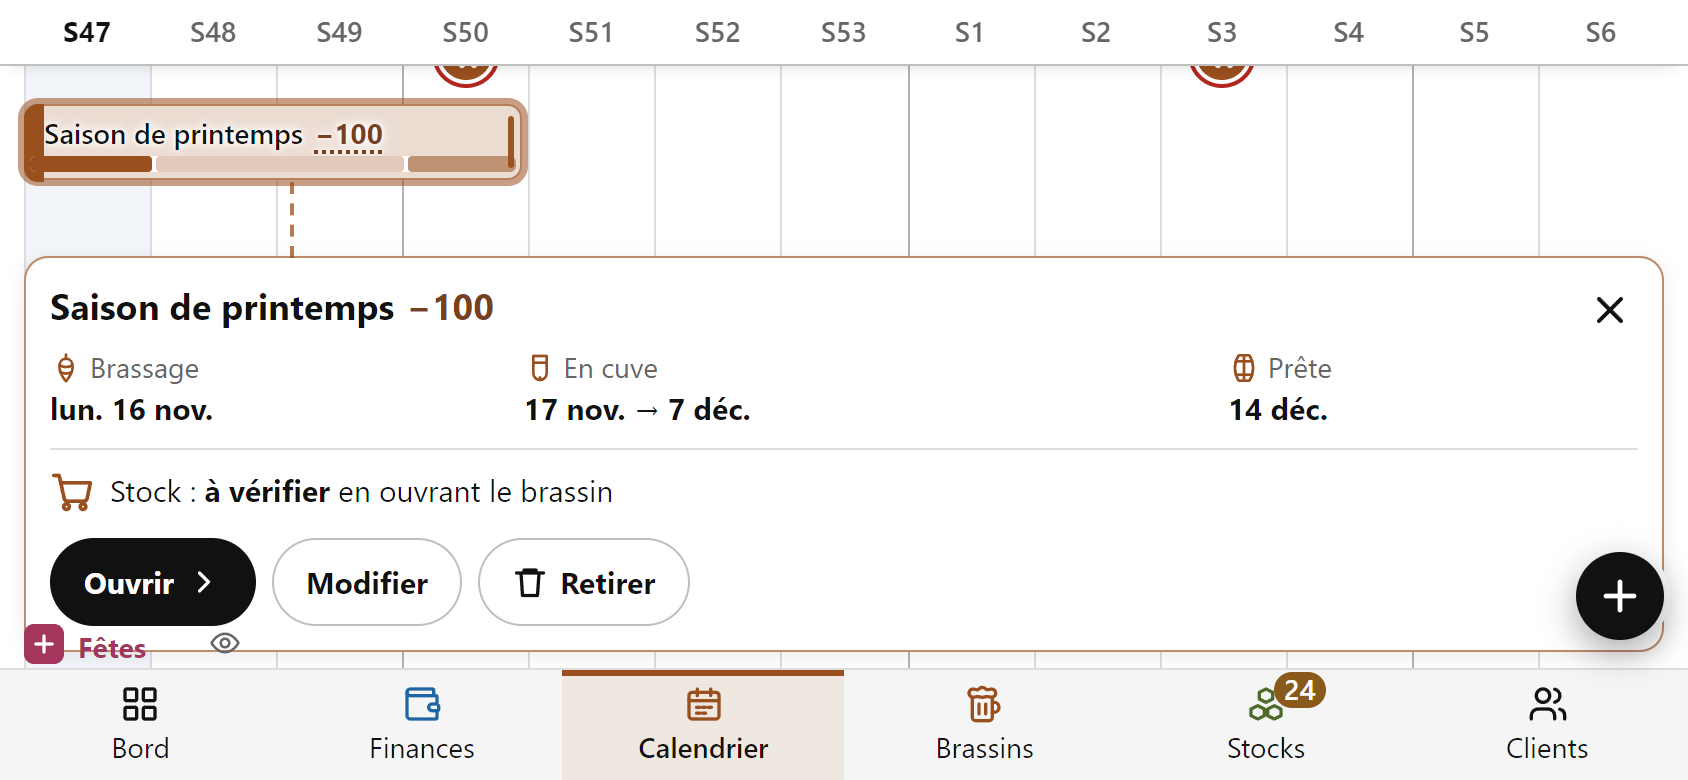 S47 S48 S49 S50 S51 S52 S53 S1 S2 S3 S4 S5 S6
Saison de printemps −100
Saison de printemps −100
Brassage En cuve Prête
lun. 16 nov. 17 nov. → 7 déc. 14 déc.
Stock : à vérifier en ouvrant le brassin
Ouvrir Modifier Retirer
Fêtes
24
Bord Finances Calendrier Brassins Stocks Clients